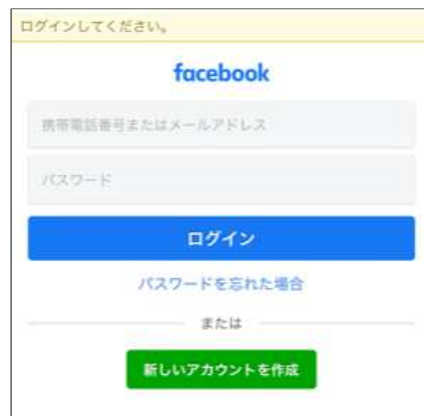 ログインしてください。
facebook
携帯電話番号またはメールアドレス
パスワード
ログイン
パスワードを忘れた場合
または
新しいアカウントを作成